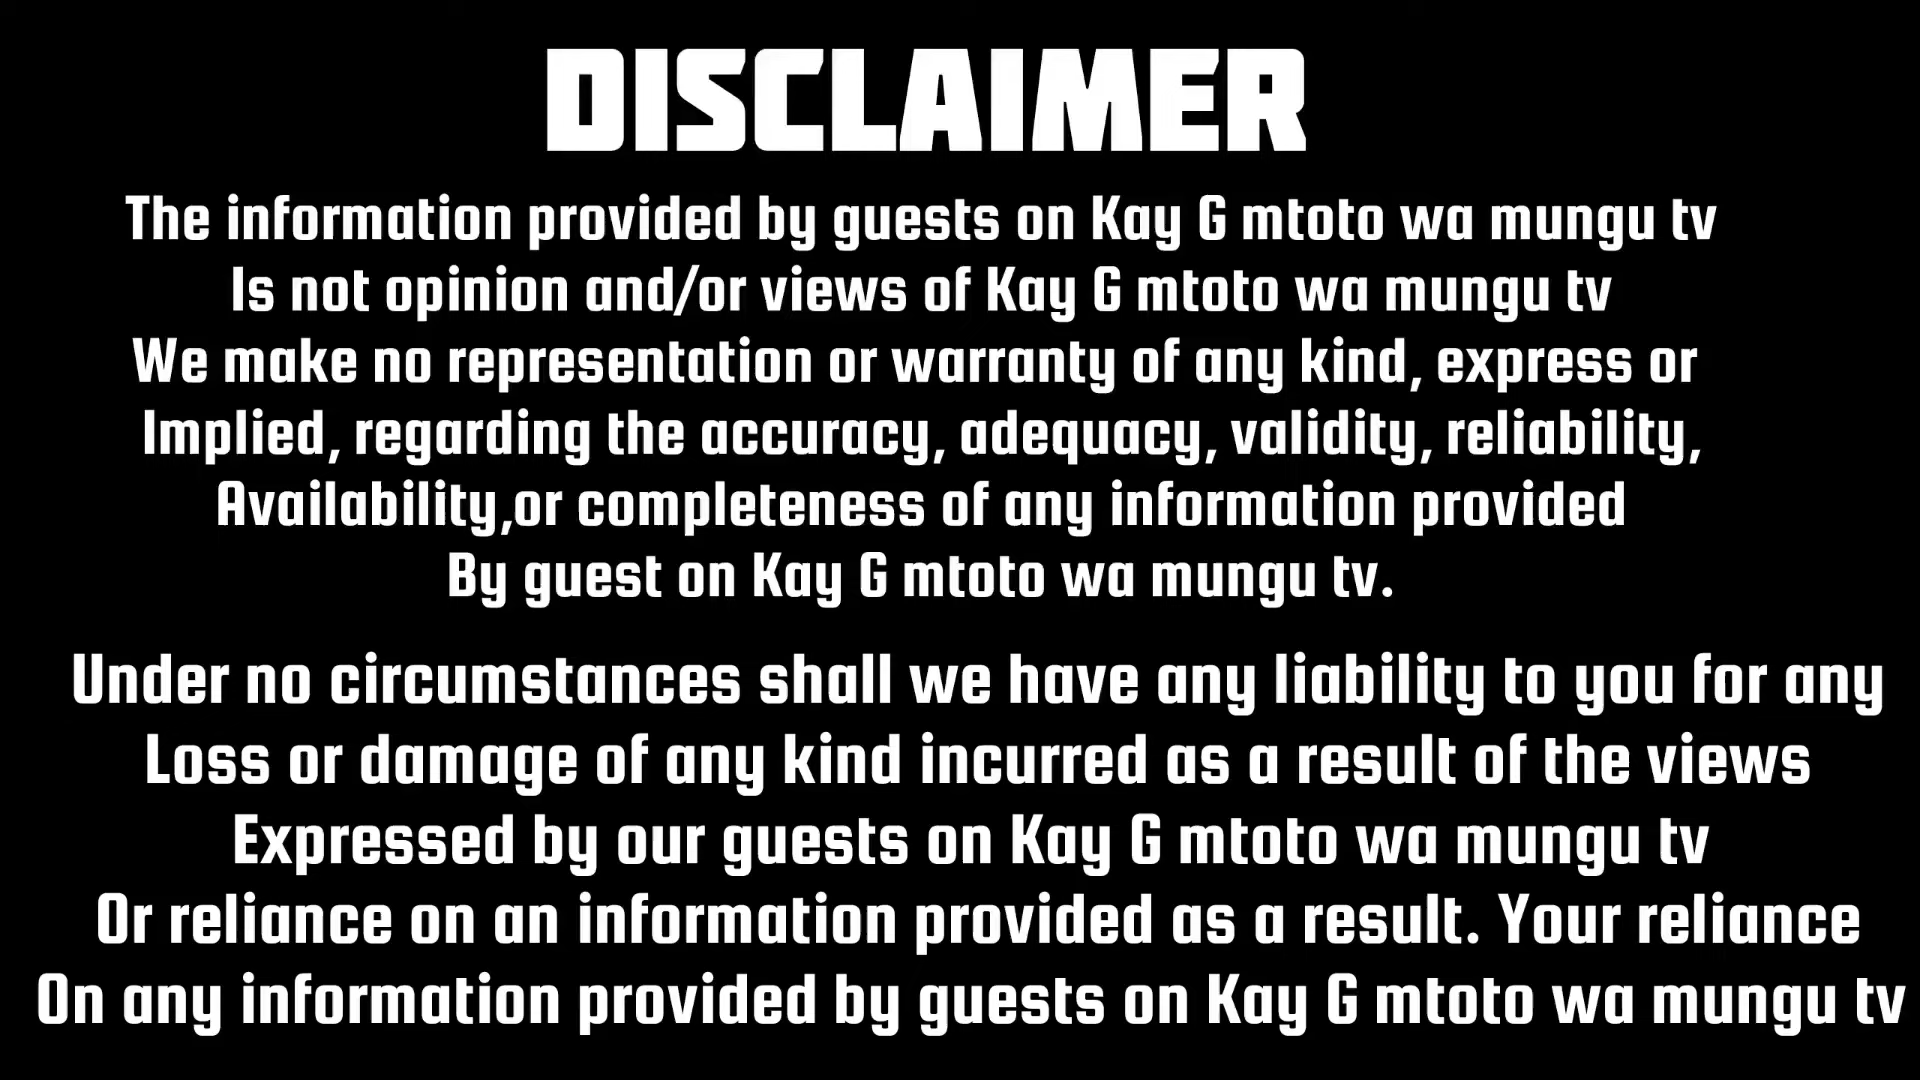 DISCLAIMER
The information provided by guests on Kay G mtoto wa mungu tv
Is not opinion and/or views of Kay G mtoto wa mungu tv
We make no representation or warranty of any kind, express or
Implied, regarding the accuracy, adequacy, validity, reliability,
Availability,or completeness of any information provided
By guest on Kay G mtoto wa mungu tv.
Under no circumstances shall we have any liability to you for any
Loss or damage of any kind incurred as a result of the views
Expressed by our guests on Kay G mtoto wa mungu tv
Or reliance on an information provided as a result. Your reliance
On any information provided by guests on Kay G mtoto wa mungu tv